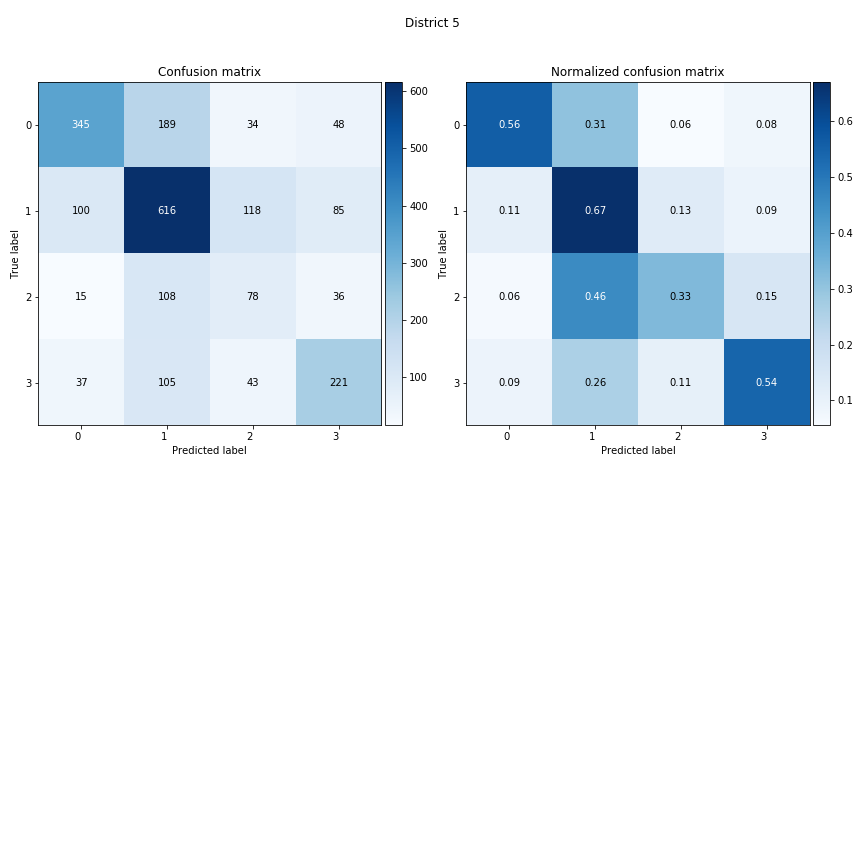 District 5
Confusion matrix
0 345 189 34 48
1 100 616 118 85
2 15 108 78 36
3 37 105 43 221
0 1 2 3
True label
Predicted label
600
500
400
300
200
100
Normalized confusion matrix
0.56 0.31 0.06 0.08
0.11 0.67 0.13 0.09
0.06 0.46 0.33 0.15
0.09 0.26 0.11 0.54
0 1 2 3
True label
Predicted label
0.6
0.5
0.4
0.3
0.2
0.1